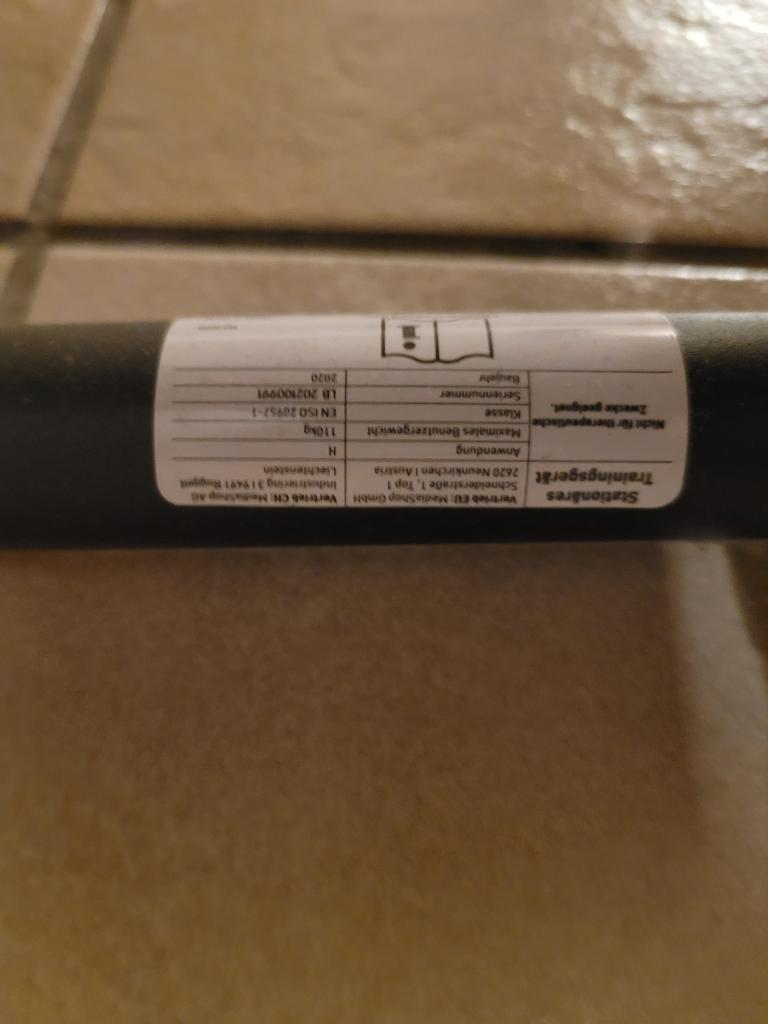 Stationäres
Trainingsgerät
Nicht für therapeutische
Zwecke geeignet.
Vertrieb EU: MediaShop GmbH
Schneiderstraße 1, Top 1
2620 Neunkirchen | Austria
Vertrieb CH: MediaShop AG
Industriering 3 | 9491 Ruggell
Liechtenstein
Anwendung H
Maximales Benutzergewicht 110kg
Klasse EN ISO 20957-1
Seriennummer LB 202100991
Baujahr 2020